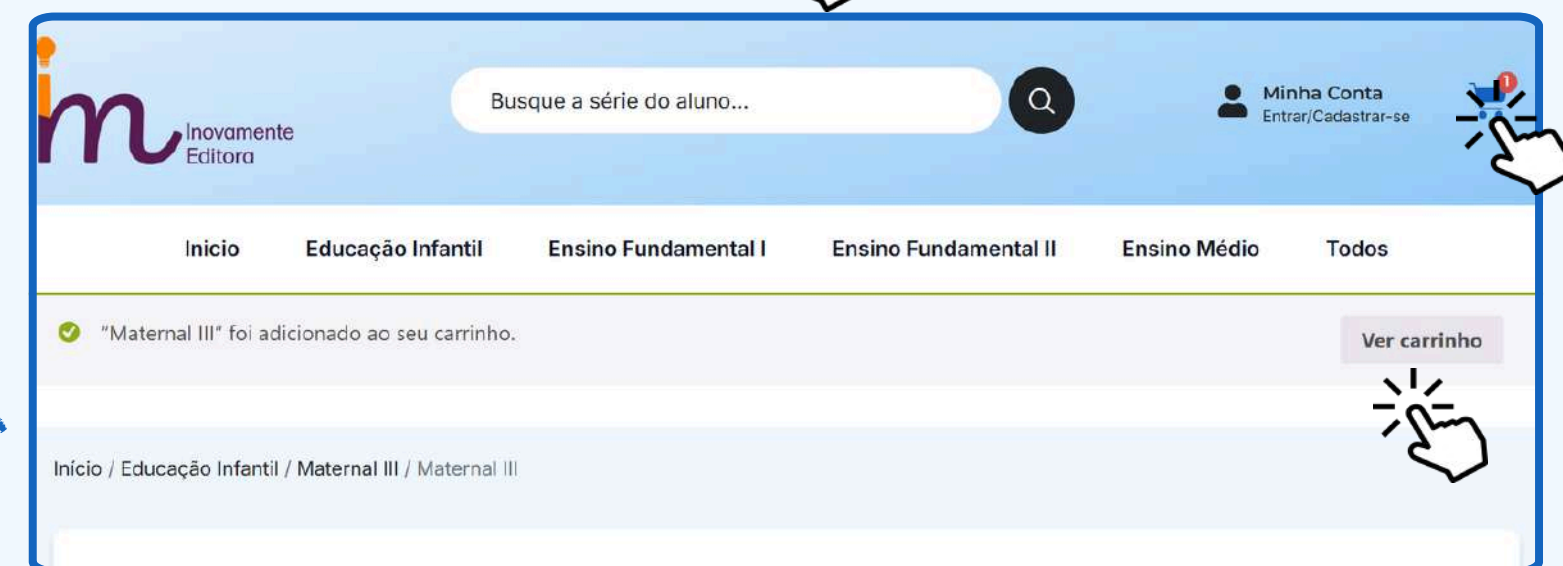 im
Inovamente
Editora
Busque a série do aluno...
Minha Conta
Entrar/Cadastrar-se
1
Inicio Educação Infantil Ensino Fundamental I Ensino Fundamental II Ensino Médio Todos
"Maternal III" foi adicionado ao seu carrinho.
Ver carrinho
Início / Educação Infantil / Maternal III / Maternal III